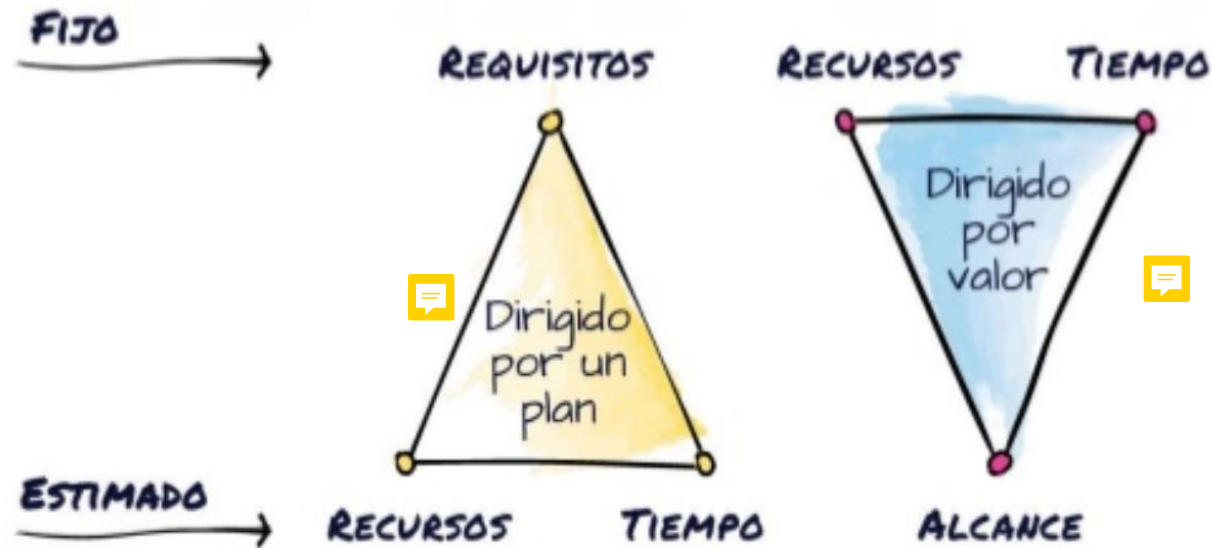 FIJO
REQUISITOS
RECURSOS
TIEMPO
Dirigido
por
valor
Dirigido
por un
plan
ESTIMADO
RECURSOS
TIEMPO
ALCANCE